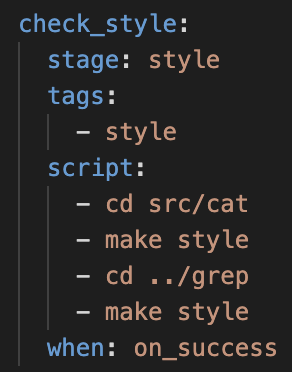 check_style:
  stage: style
  tags:
    - style
  script:
    - cd src/cat
    - make style
    - cd ../grep
    - make style
  when: on_success